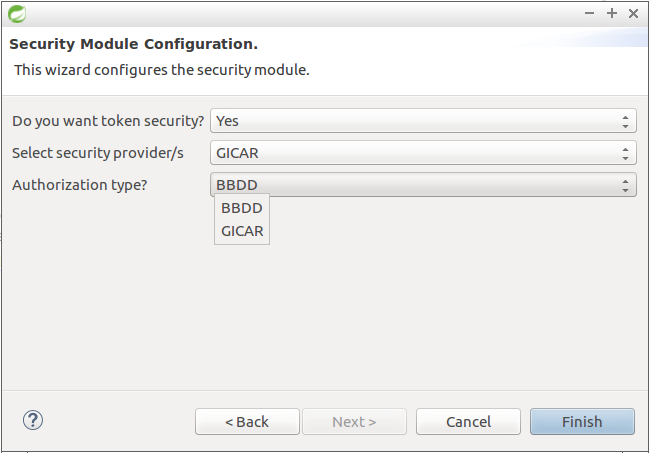 Security Module Configuration.
This wizard configures the security module.
Do you want token security? Yes
Select security provider/s GICAR
Authorization type? BBDD
BBDD
GICAR
? < Back Next > Cancel Finish